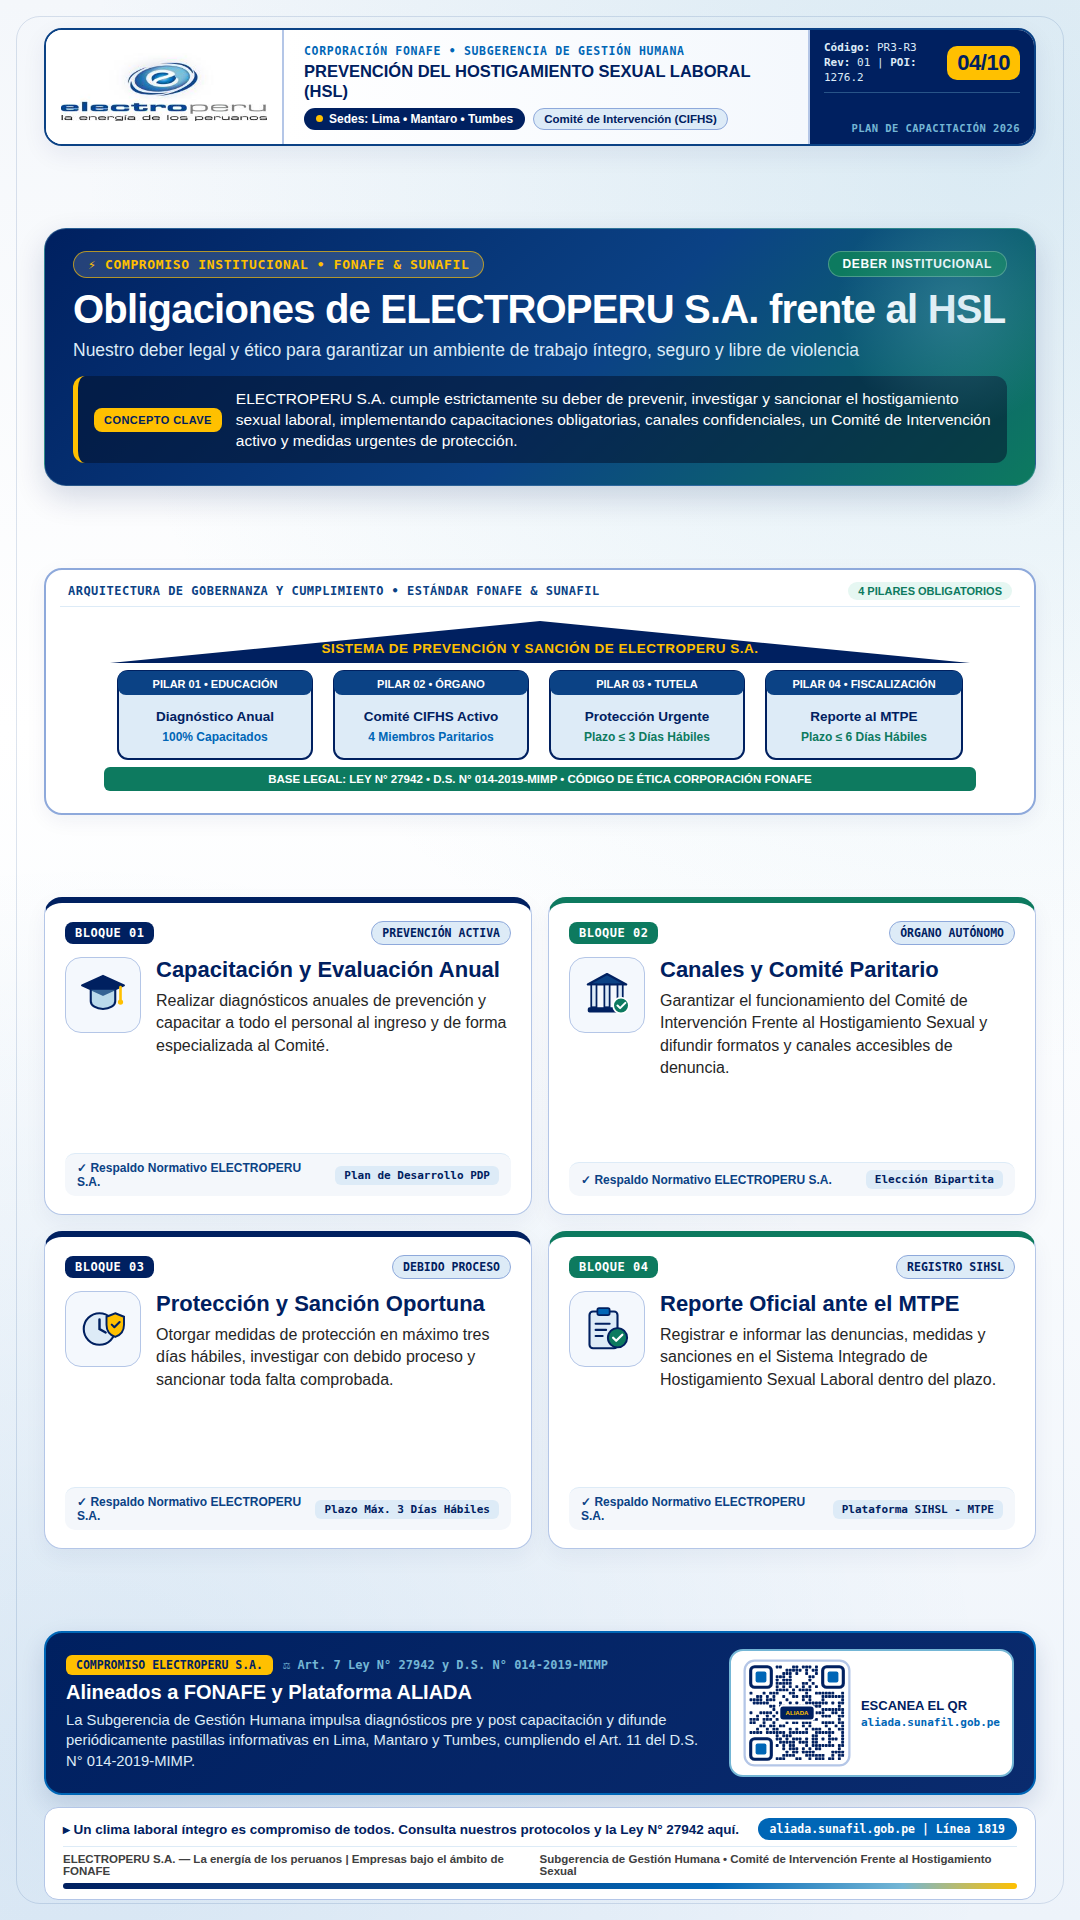 electroperu
la energía de los peruanos
CORPORACIÓN FONAFE • SUBGERENCIA DE GESTIÓN HUMANA
PREVENCIÓN DEL HOSTIGAMIENTO SEXUAL LABORAL
(HSL)
Sedes: Lima • Mantaro • Tumbes
Comité de Intervención (CIFHS)
Código: PR3-R3
Rev: 01 | POI:
1276.2
04/10
PLAN DE CAPACITACIÓN 2026
⚡ COMPROMISO INSTITUCIONAL • FONAFE & SUNAFIL
DEBER INSTITUCIONAL
Obligaciones de ELECTROPERU S.A. frente al HSL
Nuestro deber legal y ético para garantizar un ambiente de trabajo íntegro, seguro y libre de violencia
CONCEPTO CLAVE
ELECTROPERU S.A. cumple estrictamente su deber de prevenir, investigar y sancionar el hostigamiento
sexual laboral, implementando capacitaciones obligatorias, canales confidenciales, un Comité de Intervención
activo y medidas urgentes de protección.
ARQUITECTURA DE GOBERNANZA Y CUMPLIMIENTO • ESTÁNDAR FONAFE & SUNAFIL
4 PILARES OBLIGATORIOS
SISTEMA DE PREVENCIÓN Y SANCIÓN DE ELECTROPERU S.A.
PILAR 01 • EDUCACIÓN
Diagnóstico Anual
100% Capacitados
PILAR 02 • ÓRGANO
Comité CIFHS Activo
4 Miembros Paritarios
PILAR 03 • TUTELA
Protección Urgente
Plazo ≤ 3 Días Hábiles
PILAR 04 • FISCALIZACIÓN
Reporte al MTPE
Plazo ≤ 6 Días Hábiles
BASE LEGAL: LEY N° 27942 • D.S. N° 014-2019-MIMP • CÓDIGO DE ÉTICA CORPORACIÓN FONAFE
BLOQUE 01
PREVENCIÓN ACTIVA
Capacitación y Evaluación Anual
Realizar diagnósticos anuales de prevención y
capacitar a todo el personal al ingreso y de forma
especializada al Comité.
✓ Respaldo Normativo ELECTROPERU
S.A.
Plan de Desarrollo PDP
BLOQUE 02
ÓRGANO AUTÓNOMO
Canales y Comité Paritario
Garantizar el funcionamiento del Comité de
Intervención Frente al Hostigamiento Sexual y
difundir formatos y canales accesibles de
denuncia.
✓ Respaldo Normativo ELECTROPERU S.A.
Elección Bipartita
BLOQUE 03
DEBIDO PROCESO
Protección y Sanción Oportuna
Otorgar medidas de protección en máximo tres
días hábiles, investigar con debido proceso y
sancionar toda falta comprobada.
✓ Respaldo Normativo ELECTROPERU
S.A.
Plazo Máx. 3 Días Hábiles
BLOQUE 04
REGISTRO SIHSL
Reporte Oficial ante el MTPE
Registrar e informar las denuncias, medidas y
sanciones en el Sistema Integrado de
Hostigamiento Sexual Laboral dentro del plazo.
✓ Respaldo Normativo ELECTROPERU
S.A.
Plataforma SIHSL - MTPE
COMPROMISO ELECTROPERU S.A.
⚖ Art. 7 Ley N° 27942 y D.S. N° 014-2019-MIMP
Alineados a FONAFE y Plataforma ALIADA
La Subgerencia de Gestión Humana impulsa diagnósticos pre y post capacitación y difunde
periódicamente pastillas informativas en Lima, Mantaro y Tumbes, cumpliendo el Art. 11 del D.S.
N° 014-2019-MIMP.
ALIADA
ESCANEA EL QR
aliada.sunafil.gob.pe
▸ Un clima laboral íntegro es compromiso de todos. Consulta nuestros protocolos y la Ley N° 27942 aquí.
aliada.sunafil.gob.pe | Línea 1819
ELECTROPERU S.A. — La energía de los peruanos | Empresas bajo el ámbito de
FONAFE
Subgerencia de Gestión Humana • Comité de Intervención Frente al Hostigamiento
Sexual